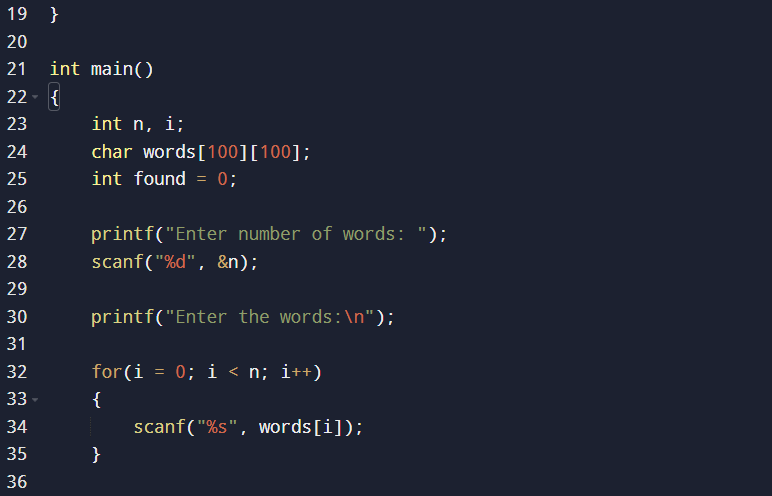 19 }
20
21 int main()
22 {
23     int n, i;
24     char words[100][100];
25     int found = 0;
26
27     printf("Enter number of words: ");
28     scanf("%d", &n);
29
30     printf("Enter the words:\n");
31
32     for(i = 0; i < n; i++)
33     {
34         scanf("%s", words[i]);
35     }
36